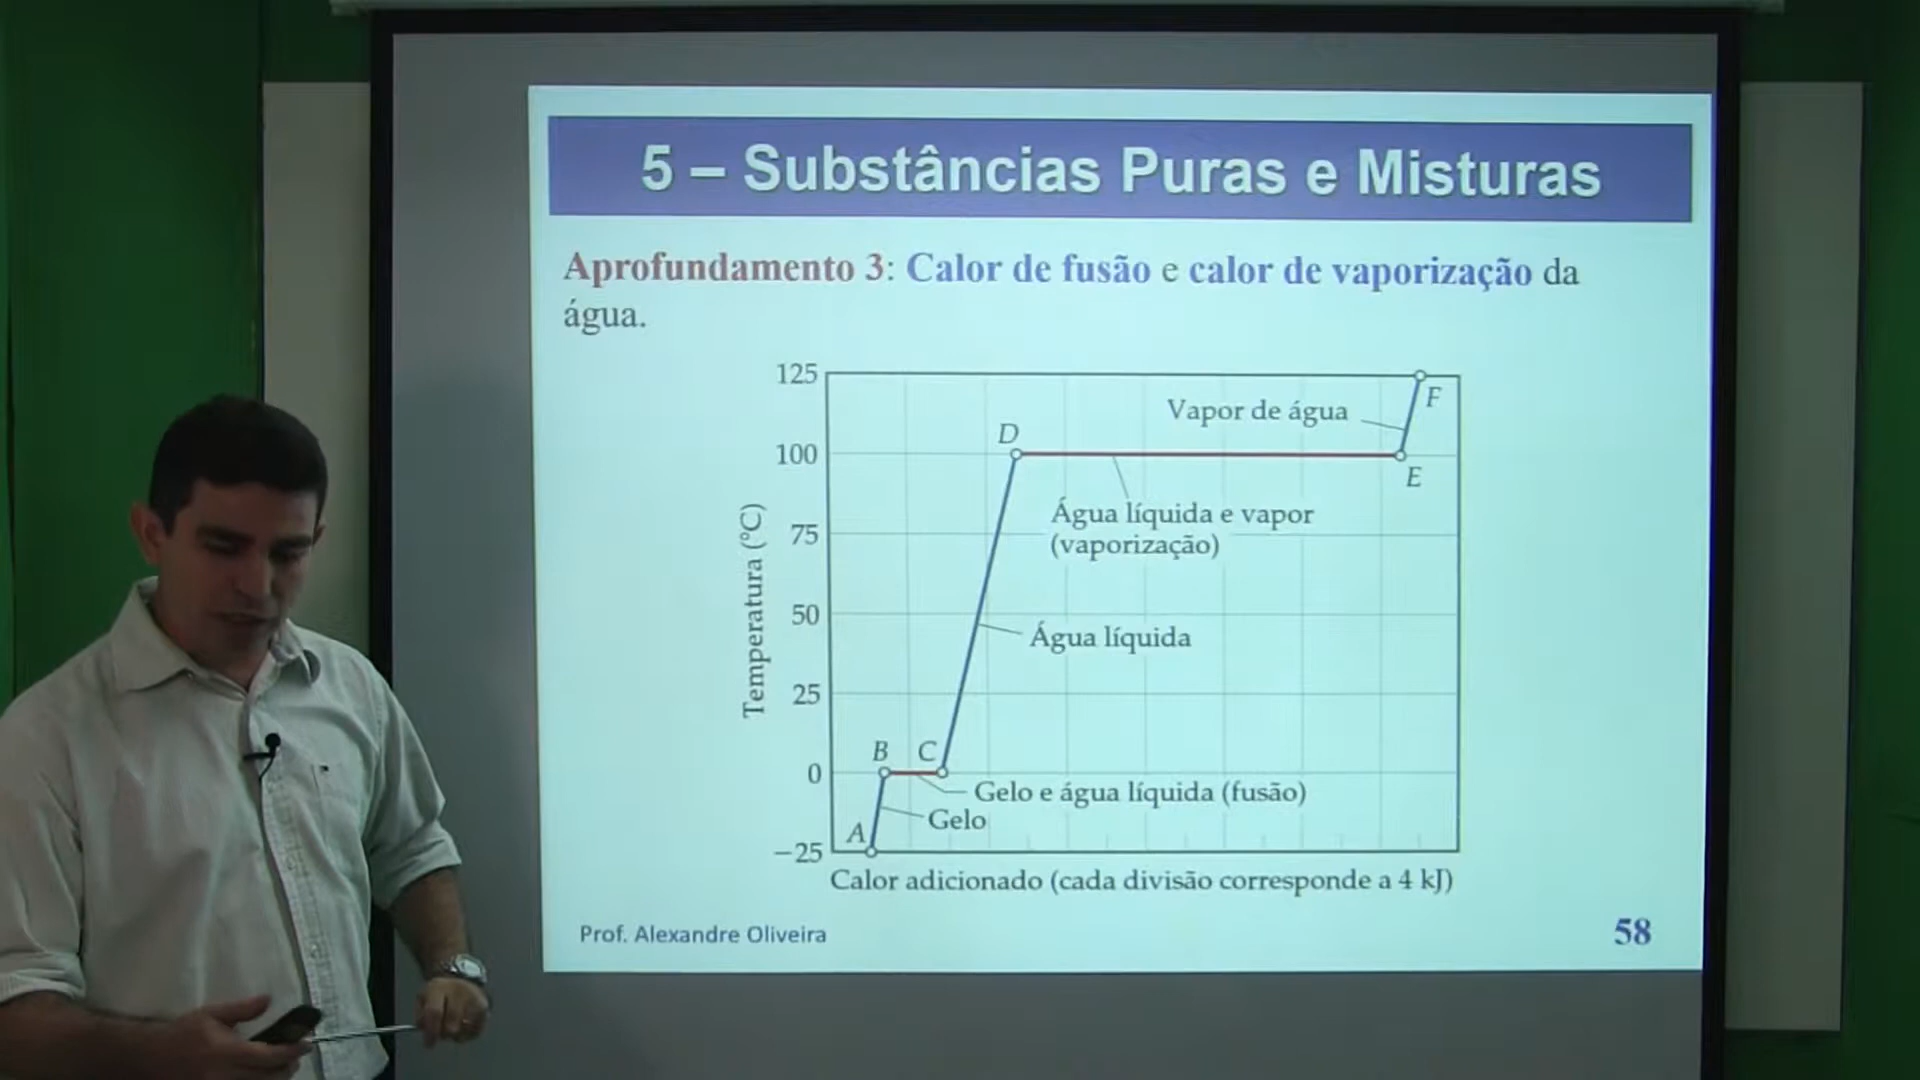 5 – Substâncias Puras e Misturas
Aprofundamento 3: Calor de fusão e calor de vaporização da
água.
125
100
75
50
25
0
−25
Temperatura (°C)
A
B
C
D
E
F
Vapor de água
Água líquida e vapor
(vaporização)
Água líquida
Gelo e água líquida (fusão)
Gelo
Calor adicionado (cada divisão corresponde a 4 kJ)
Prof. Alexandre Oliveira
58